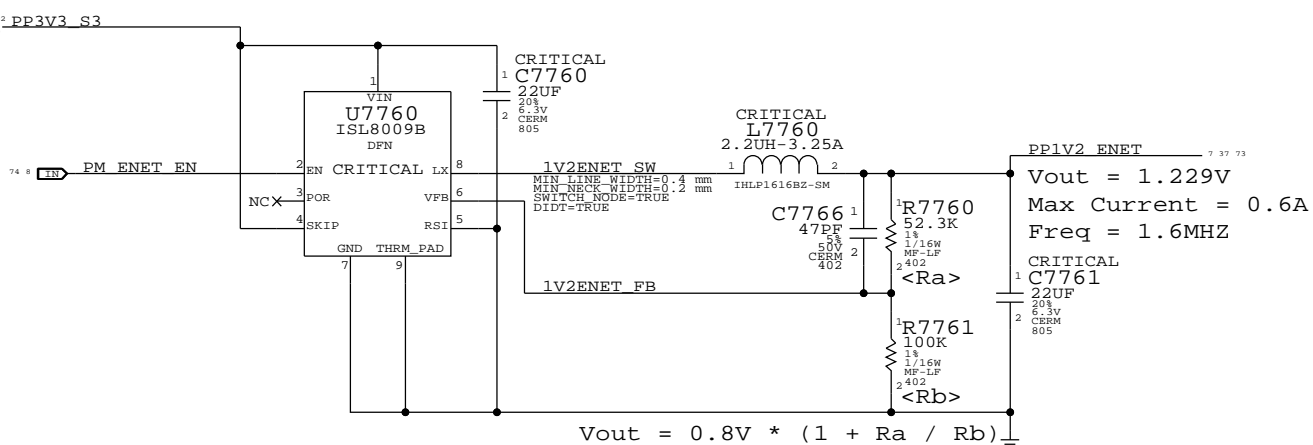 2 PP3V3_S3
CRITICAL
1 C7760
22UF
20%
6.3V
2 CERM
805
1
VIN
U7760
ISL8009B
DFN
CRITICAL
74 8 IN PM_ENET_EN 2 EN
LX 8
NC 3 POR
VFB 6
4 SKIP
RSI 5
GND THRM_PAD
7 9
1V2ENET_SW
MIN_LINE_WIDTH=0.4 mm
MIN_NECK_WIDTH=0.2 mm
SWITCH_NODE=TRUE
DIDT=TRUE
CRITICAL
L7760
2.2UH-3.25A
1 2
IHLP1616BZ-SM
C7766 1
47PF
5%
50V
CERM 2
402
1 R7760
52.3K
1%
1/16W
MF-LF
2 402
<Ra>
PP1V2_ENET 7 37 73
Vout = 1.229V
Max Current = 0.6A
Freq = 1.6MHZ
CRITICAL
1 C7761
22UF
20%
6.3V
2 CERM
805
1V2ENET_FB
1 R7761
100K
1%
1/16W
MF-LF
2 402
<Rb>
Vout = 0.8V * (1 + Ra / Rb)